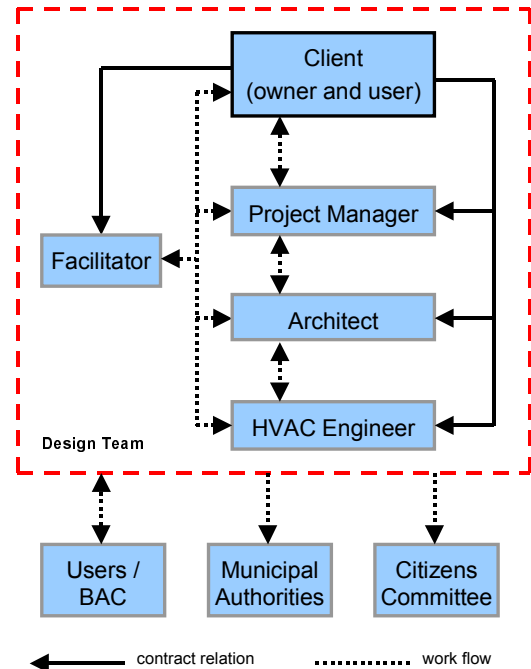 Client
(owner and user)
Project Manager
Facilitator
Architect
HVAC Engineer
Design Team
Users /
BAC
Municipal
Authorities
Citizens
Committee
contract relation
work flow